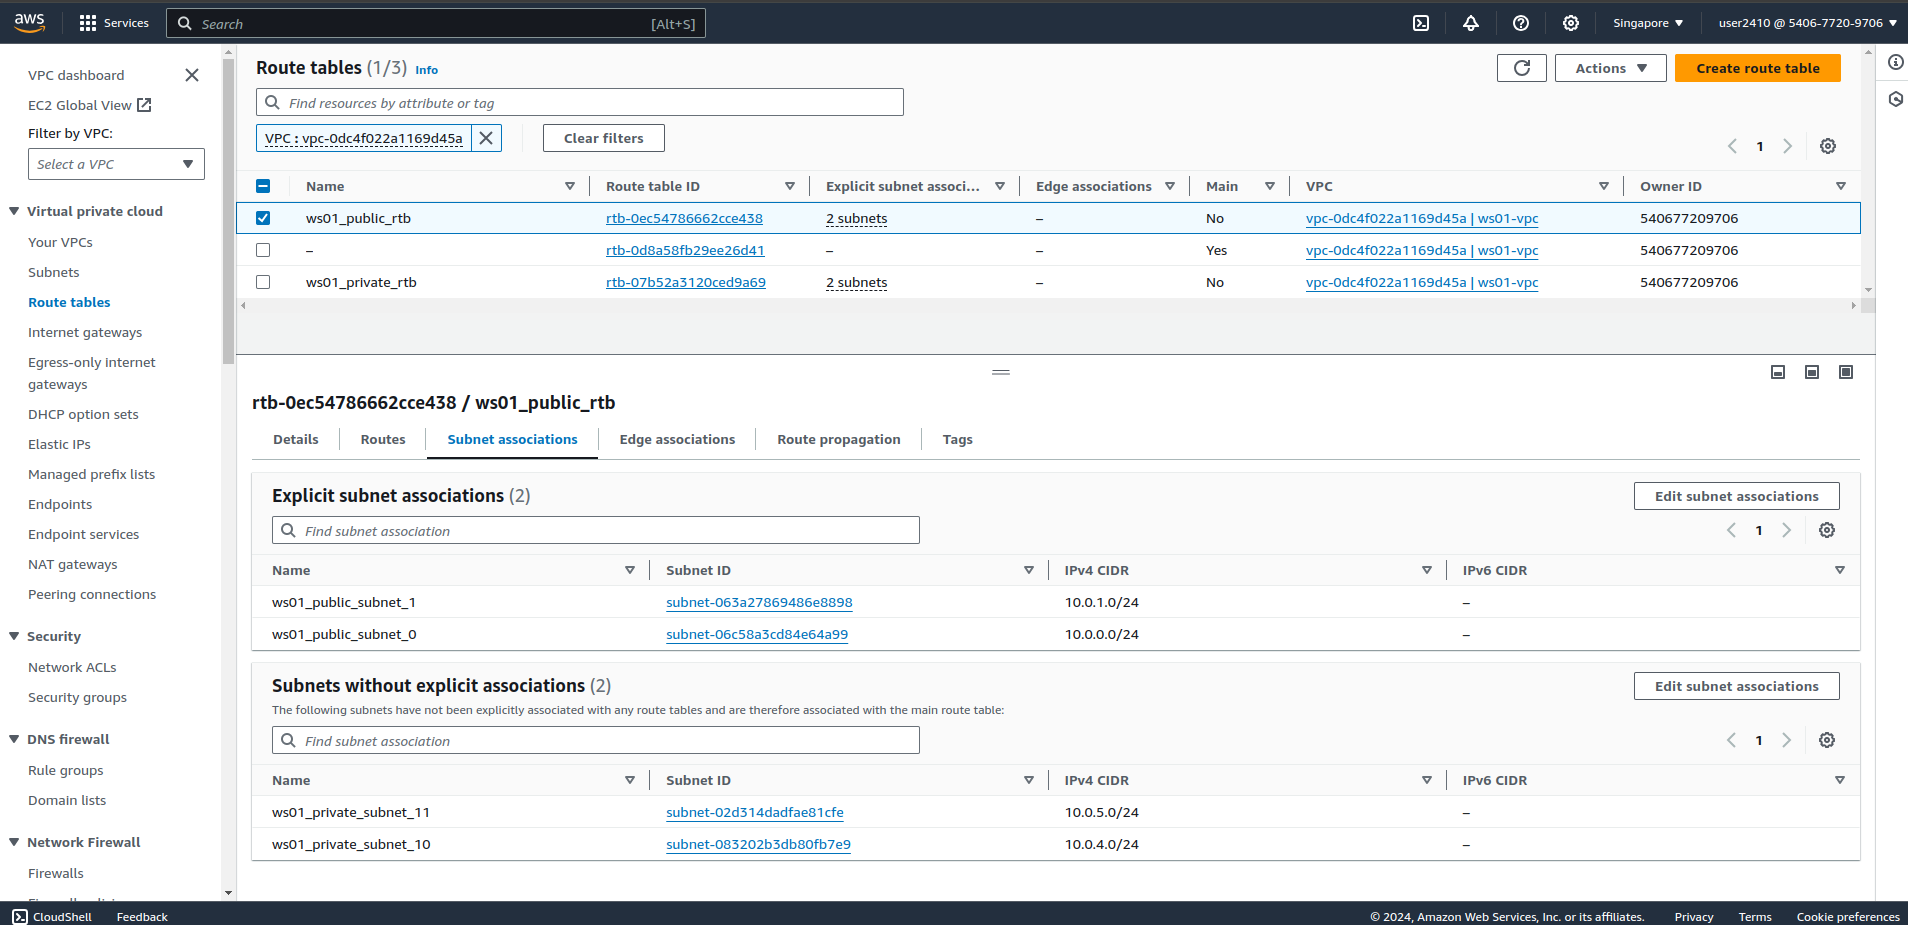 aws Services Search [Alt+S] Singapore user2410 @ 5406-7720-9706
VPC dashboard
EC2 Global View
Filter by VPC:
Select a VPC
Virtual private cloud
Your VPCs
Subnets
Route tables
Internet gateways
Egress-only internet
gateways
DHCP option sets
Elastic IPs
Managed prefix lists
Endpoints
Endpoint services
NAT gateways
Peering connections
Security
Network ACLs
Security groups
DNS firewall
Rule groups
Domain lists
Network Firewall
Firewalls
Route tables (1/3) Info
Actions Create route table
Find resources by attribute or tag
VPC : vpc-0dc4f022a1169d45a Clear filters
1
Name Route table ID Explicit subnet associ... Edge associations Main VPC Owner ID
ws01_public_rtb rtb-0ec54786662cce438 2 subnets – No vpc-0dc4f022a1169d45a | ws01-vpc 540677209706
– rtb-0d8a58fb29ee26d41 – – Yes vpc-0dc4f022a1169d45a | ws01-vpc 540677209706
ws01_private_rtb rtb-07b52a3120ced9a69 2 subnets – No vpc-0dc4f022a1169d45a | ws01-vpc 540677209706
rtb-0ec54786662cce438 / ws01_public_rtb
Details Routes Subnet associations Edge associations Route propagation Tags
Explicit subnet associations (2) Edit subnet associations
Find subnet association 1
Name Subnet ID IPv4 CIDR IPv6 CIDR
ws01_public_subnet_1 subnet-063a27869486e8898 10.0.1.0/24 –
ws01_public_subnet_0 subnet-06c58a3cd84e64a99 10.0.0.0/24 –
Subnets without explicit associations (2) Edit subnet associations
The following subnets have not been explicitly associated with any route tables and are therefore associated with the main route table:
Find subnet association 1
Name Subnet ID IPv4 CIDR IPv6 CIDR
ws01_private_subnet_11 subnet-02d314dadfae81cfe 10.0.5.0/24 –
ws01_private_subnet_10 subnet-083202b3db80fb7e9 10.0.4.0/24 –
CloudShell Feedback © 2024, Amazon Web Services, Inc. or its affiliates. Privacy Terms Cookie preferences